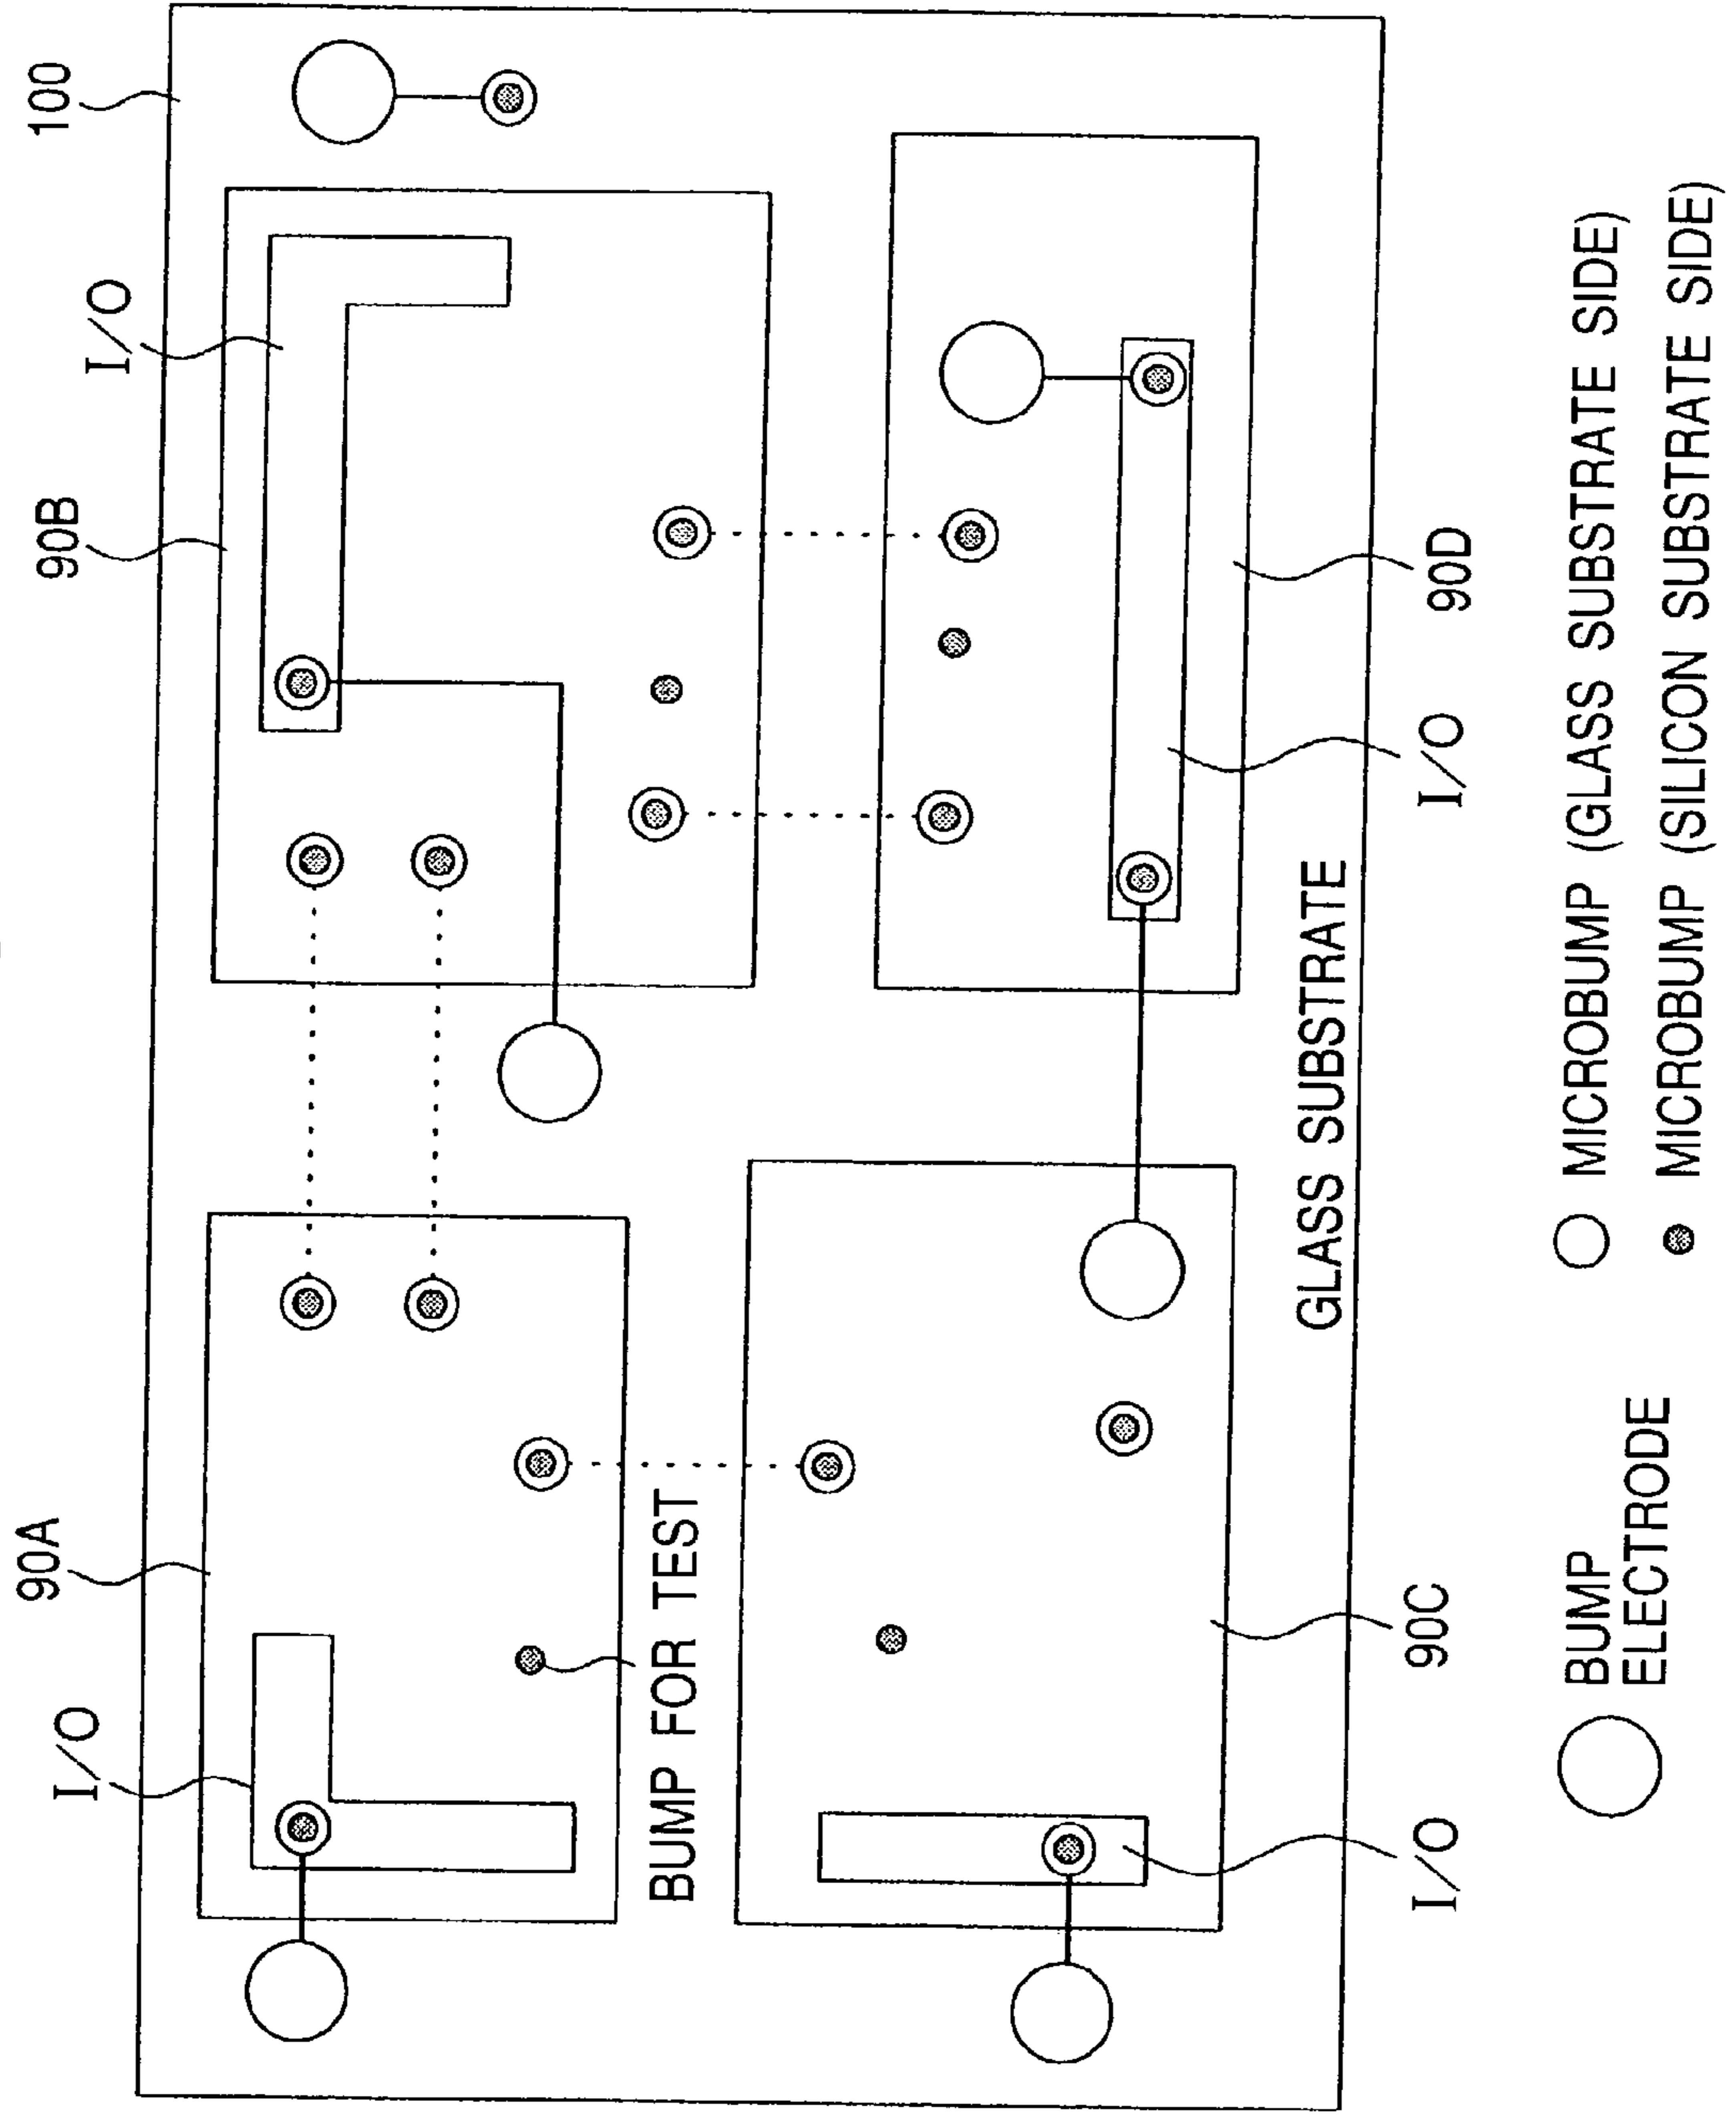 100
I/O
90B
90A
I/O
BUMP FOR TEST
GLASS SUBSTRATE
90D
I/O
90C
I/O
BUMP
ELECTRODE
MICROBUMP (GLASS SUBSTRATE SIDE)
MICROBUMP (SILICON SUBSTRATE SIDE)